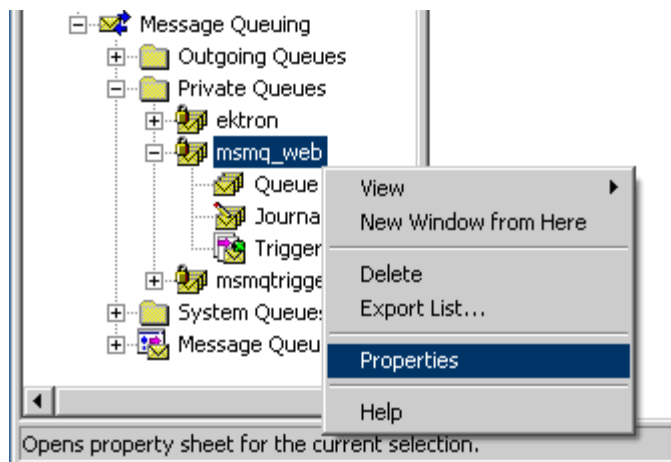 Message Queuing
Outgoing Queues
Private Queues
ektron
msmq_web
Queue
Journa
Trigger
msmqtrigge
System Queues
Message Queu
View
New Window from Here
Delete
Export List...
Properties
Help
Opens property sheet for the current selection.